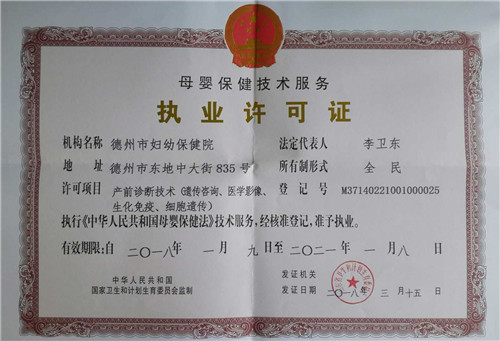 母婴保健技术服务
执业许可证
机构名称 德州市妇幼保健院 法定代表人 李卫东
地址 德州市东地中大街835号 所有制形式 全民
许可项目 产前诊断技术（遗传咨询、医学影像、 登记号 M37140221001000025
生化免疫、细胞遗传）
执行《中华人民共和国母婴保健法》技术服务，经核准登记，准予执业。
有效期限：自二〇一八年一月九日至二〇二一年一月八日
中华人民共和国
国家卫生和计划生育委员会监制
发证机关
发证日期 二〇一八年三月十五日